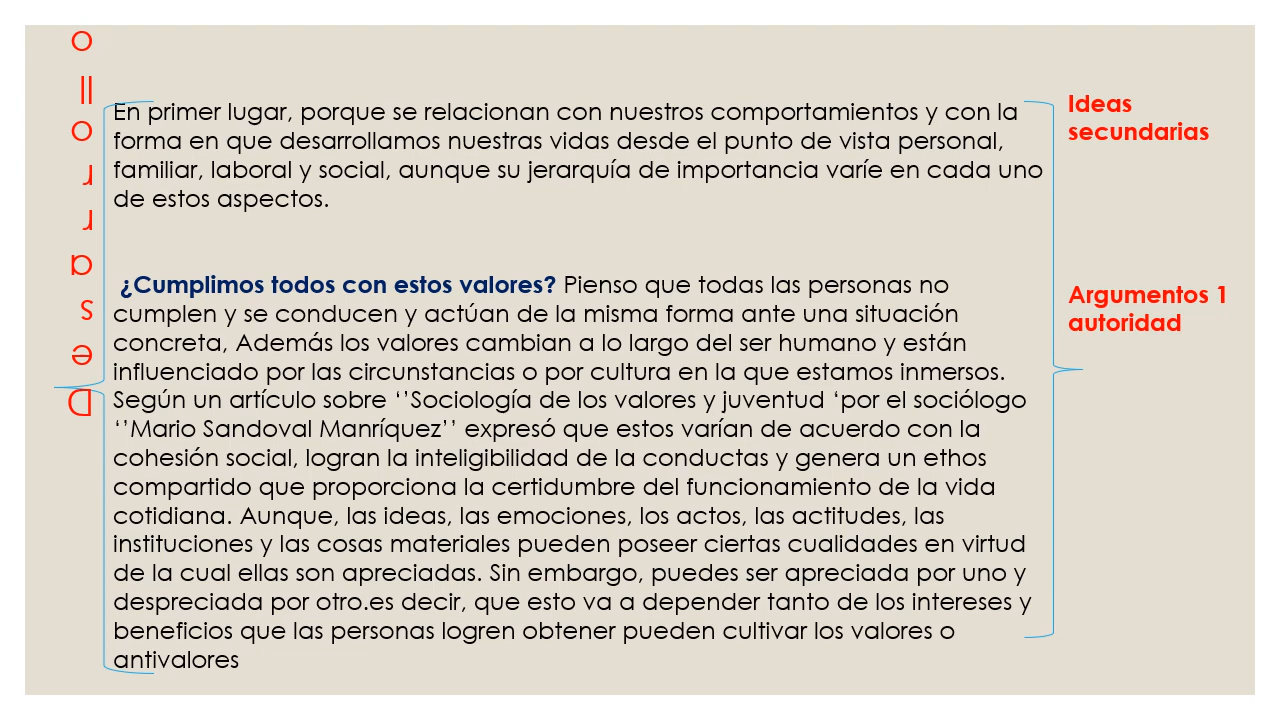 Desarrollo
En primer lugar, porque se relacionan con nuestros comportamientos y con la
forma en que desarrollamos nuestras vidas desde el punto de vista personal,
familiar, laboral y social, aunque su jerarquía de importancia varíe en cada uno
de estos aspectos.
¿Cumplimos todos con estos valores? Pienso que todas las personas no
cumplen y se conducen y actúan de la misma forma ante una situación
concreta, Además los valores cambian a lo largo del ser humano y están
influenciado por las circunstancias o por cultura en la que estamos inmersos.
Según un artículo sobre ‘’Sociología de los valores y juventud ‘por el sociólogo
‘’Mario Sandoval Manríquez’’ expresó que estos varían de acuerdo con la
cohesión social, logran la inteligibilidad de la conductas y genera un ethos
compartido que proporciona la certidumbre del funcionamiento de la vida
cotidiana. Aunque, las ideas, las emociones, los actos, las actitudes, las
instituciones y las cosas materiales pueden poseer ciertas cualidades en virtud
de la cual ellas son apreciadas. Sin embargo, puedes ser apreciada por uno y
despreciada por otro.es decir, que esto va a depender tanto de los intereses y
beneficios que las personas logren obtener pueden cultivar los valores o
antivalores
Ideas
secundarias
Argumentos 1
autoridad